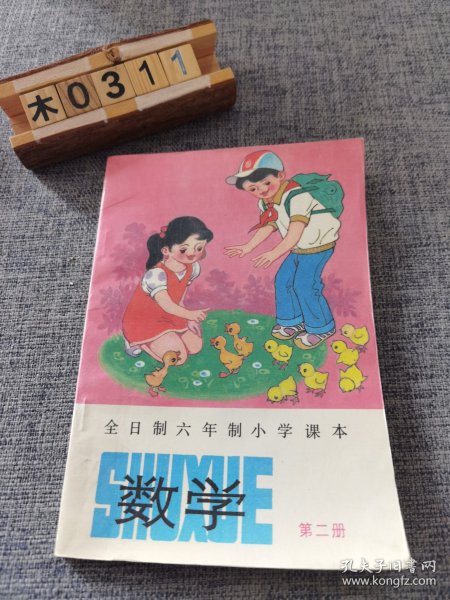 木0311
全日制六年制小学课本
SHUXUE
数学
第二册
孔夫子旧书网
www.kongfz.com